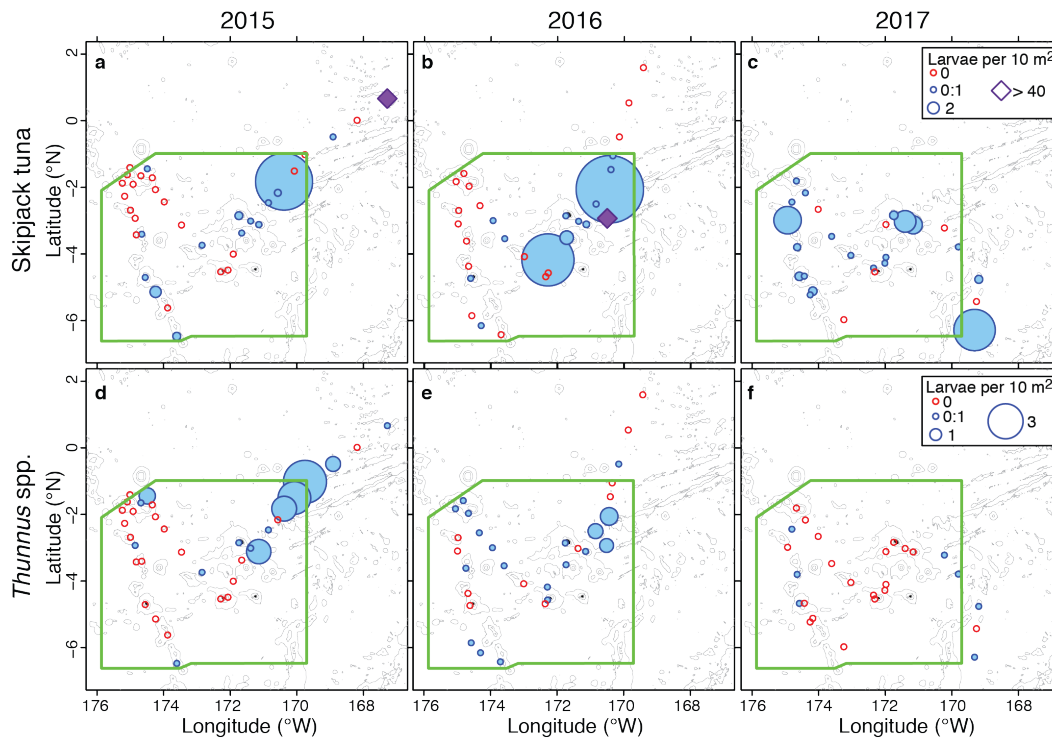 2015 2016 2017
Skipjack tuna
Latitude (°N)
2
0
−2
−4
−6
a
b
c
Larvae per 10 m²
0
0:1
2
> 40
Thunnus spp.
Latitude (°N)
2
0
−2
−4
−6
d
e
f
Larvae per 10 m²
0
0:1
1
3
176 174 172 170 168 176 174 172 170 168 176 174 172 170 168
Longitude (°W) Longitude (°W) Longitude (°W)